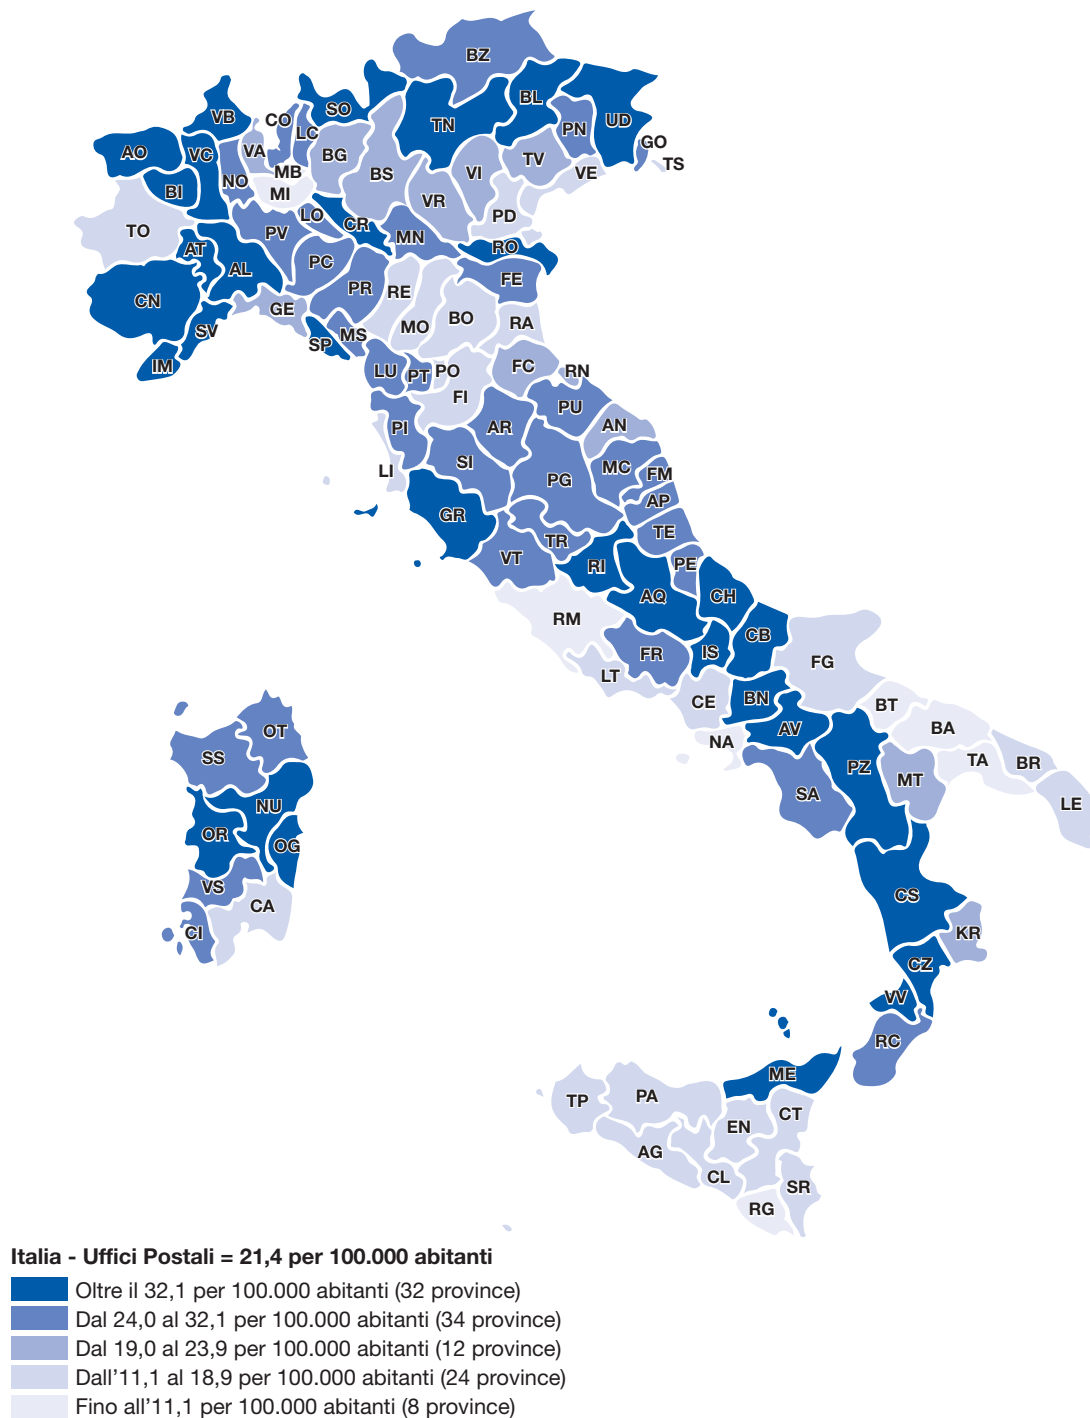 BZ
VB
CO
SO
LC
TN
BL
PN
UD
GO
TS
AO
VC
VA
BG
BS
VI
TV
VE
BI
NO
MB
MI
VR
PD
TO
PV
LO
CR
MN
RO
AT
AL
PC
PR
RE
FE
CN
SV
GE
SP
MS
MO
BO
RA
IM
LU
PT
PO
FC
RN
FI
PU
PI
AR
AN
LI
SI
PG
MC
FM
AP
GR
TR
TE
VT
RI
PE
AQ
CH
RM
FR
IS
CB
LT
FG
CE
BN
BT
NA
AV
BA
OT
SS
PZ
TA
BR
MT
SA
LE
NU
OR
OG
VS
CA
CI
CS
KR
CZ
VV
RC
ME
TP
PA
CT
EN
AG
CL
SR
RG
Italia - Uffici Postali = 21,4 per 100.000 abitanti
Oltre il 32,1 per 100.000 abitanti (32 province)
Dal 24,0 al 32,1 per 100.000 abitanti (34 province)
Dal 19,0 al 23,9 per 100.000 abitanti (12 province)
Dall'11,1 al 18,9 per 100.000 abitanti (24 province)
Fino all'11,1 per 100.000 abitanti (8 province)